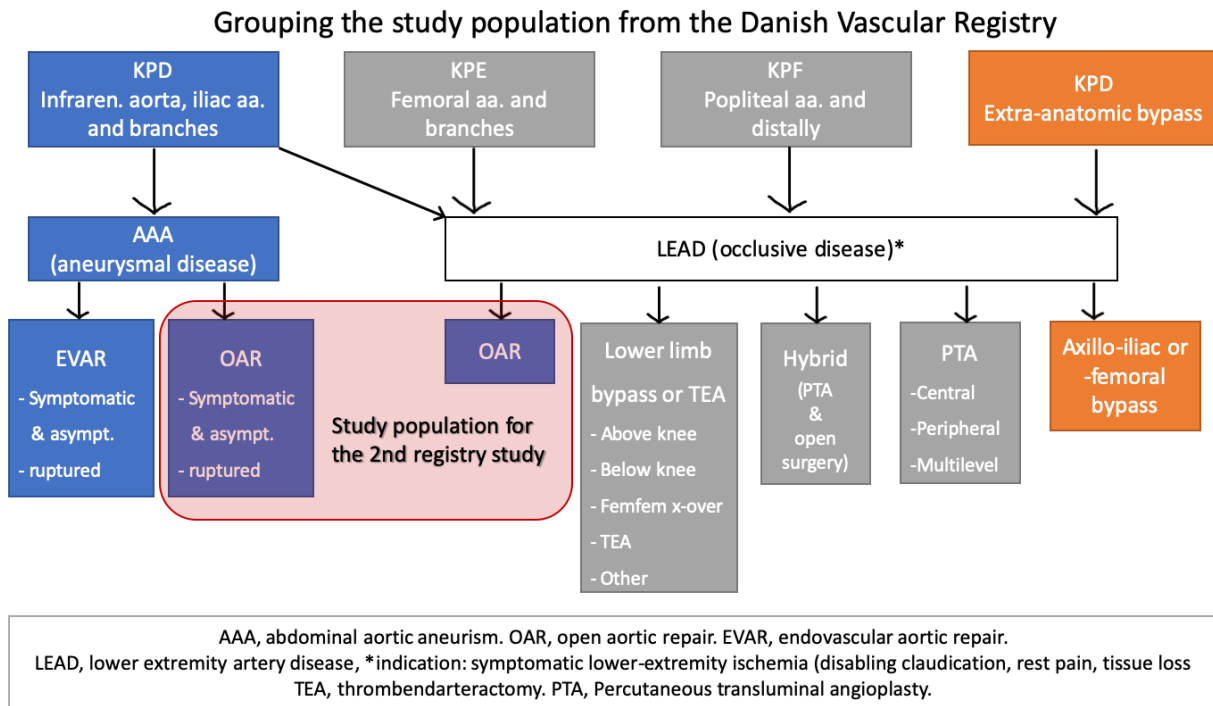 Grouping the study population from the Danish Vascular Registry
KPD
Infraren. aorta, iliac aa.
and branches
KPE
Femoral aa. and
branches
KPF
Popliteal aa. and
distally
KPD
Extra-anatomic bypass
AAA
(aneurysmal disease)
LEAD (occlusive disease)*
EVAR
- Symptomatic
& asympt.
- ruptured
OAR
- Symptomatic
& asympt.
- ruptured
OAR
Study population for
the 2nd registry study
Lower limb
bypass or TEA
- Above knee
- Below knee
- Femfem x-over
- TEA
- Other
Hybrid
(PTA
&
open
surgery)
PTA
-Central
-Peripheral
-Multilevel
Axillo-iliac or
-femoral
bypass
AAA, abdominal aortic aneurism. OAR, open aortic repair. EVAR, endovascular aortic repair.
LEAD, lower extremity artery disease, *indication: symptomatic lower-extremity ischemia (disabling claudication, rest pain, tissue loss
TEA, thrombendarteractomy. PTA, Percutaneous transluminal angioplasty.